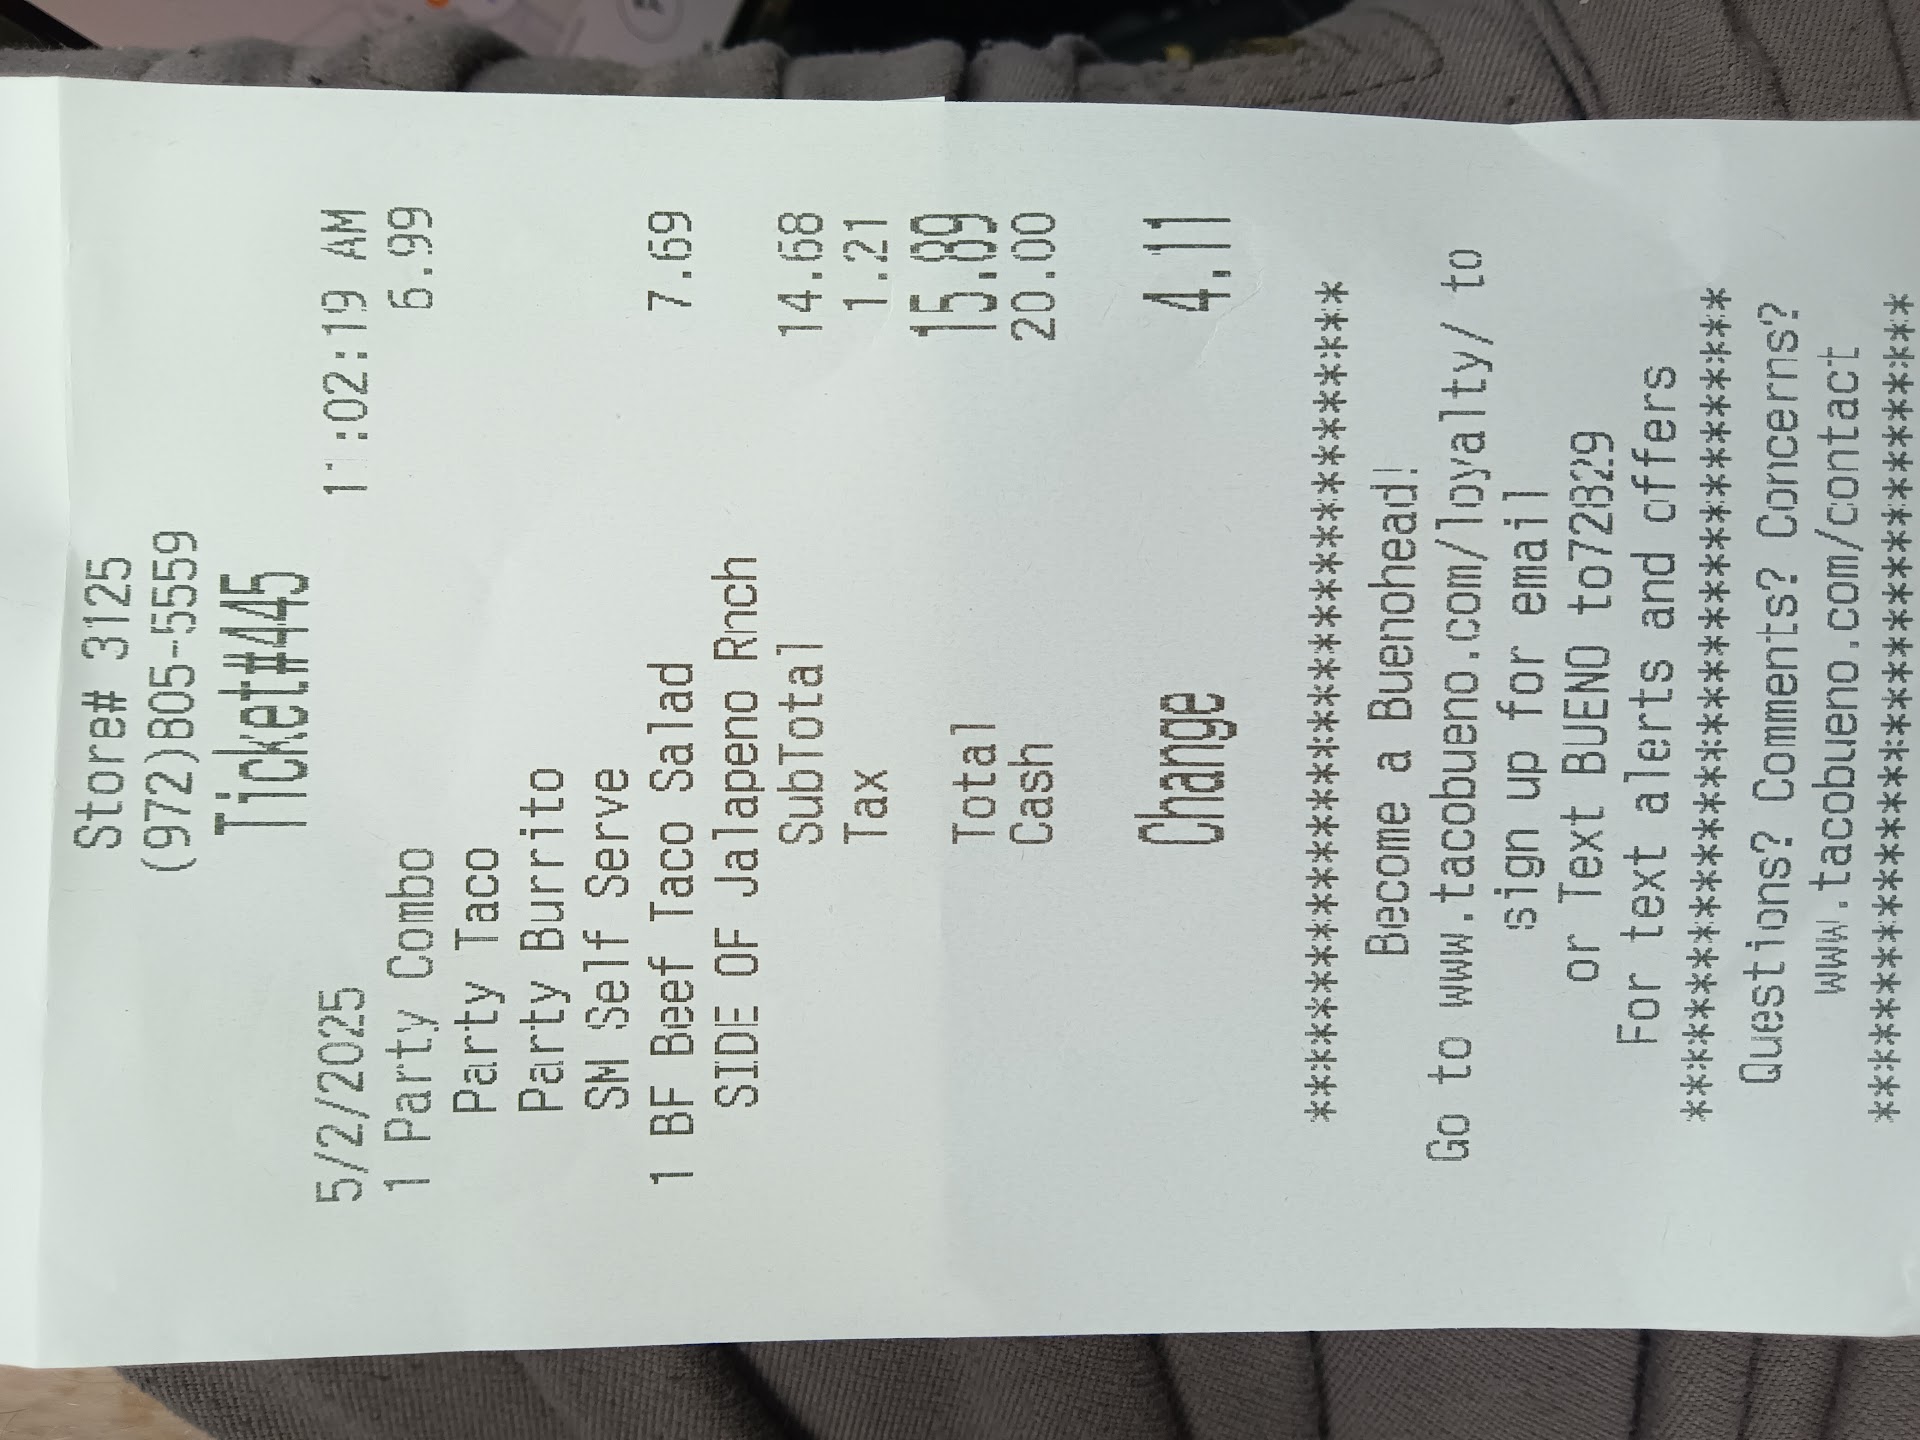 Store# 3125
(972)805-5559
Ticket#445
5/2/2025 11:02:19 AM
1 Party Combo 6.99
Party Taco
Party Burrito
SM Self Serve
1 BF Beef Taco Salad 7.69
SIDE OF Jalapeno Rnch
SubTotal 14.68
Tax 1.21
Total 15.89
Cash 20.00
Change 4.11
********************************
Become a Buenohead!
Go to www.tacobueno.com/loyalty/ to
sign up for email
or Text BUENO to72829
For text alerts and offers
********************************
Questions? Comments? Concerns?
www.tacobueno.com/contact
********************************